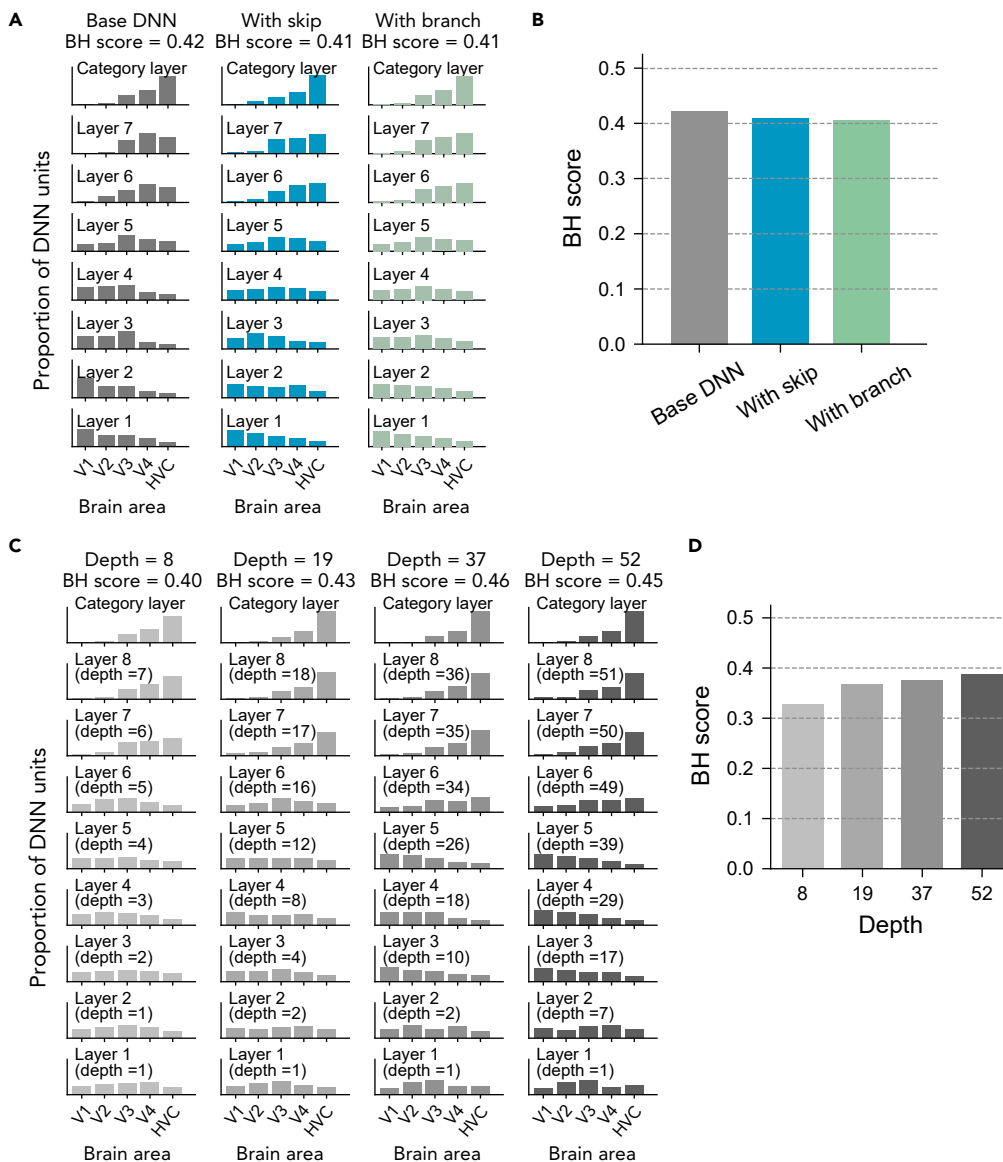 A
Base DNN
BH score = 0.42
With skip
BH score = 0.41
With branch
BH score = 0.41
Category layer
Category layer
Category layer
Layer 7
Layer 7
Layer 7
Layer 6
Layer 6
Layer 6
Layer 5
Layer 5
Layer 5
Layer 4
Layer 4
Layer 4
Layer 3
Layer 3
Layer 3
Layer 2
Layer 2
Layer 2
Layer 1
Layer 1
Layer 1
Proportion of DNN units
V1 V2 V3 V4 HVC
V1 V2 V3 V4 HVC
V1 V2 V3 V4 HVC
Brain area
Brain area
Brain area
B
BH score
0.5
0.4
0.3
0.2
0.1
0.0
Base DNN
With skip
With branch
C
Depth = 8
BH score = 0.40
Depth = 19
BH score = 0.43
Depth = 37
BH score = 0.46
Depth = 52
BH score = 0.45
Category layer
Category layer
Category layer
Category layer
Layer 8
(depth =7)
Layer 8
(depth =18)
Layer 8
(depth =36)
Layer 8
(depth =51)
Layer 7
(depth =6)
Layer 7
(depth =17)
Layer 7
(depth =35)
Layer 7
(depth =50)
Layer 6
(depth =5)
Layer 6
(depth =16)
Layer 6
(depth =34)
Layer 6
(depth =49)
Layer 5
(depth =4)
Layer 5
(depth =12)
Layer 5
(depth =26)
Layer 5
(depth =39)
Layer 4
(depth =3)
Layer 4
(depth =8)
Layer 4
(depth =18)
Layer 4
(depth =29)
Layer 3
(depth =2)
Layer 3
(depth =4)
Layer 3
(depth =10)
Layer 3
(depth =17)
Layer 2
(depth =1)
Layer 2
(depth =2)
Layer 2
(depth =2)
Layer 2
(depth =7)
Layer 1
(depth =1)
Layer 1
(depth =1)
Layer 1
(depth =1)
Layer 1
(depth =1)
Proportion of DNN units
V1 V2 V3 V4 HVC
V1 V2 V3 V4 HVC
V1 V2 V3 V4 HVC
V1 V2 V3 V4 HVC
Brain area
Brain area
Brain area
Brain area
D
BH score
0.5
0.4
0.3
0.2
0.1
0.0
8
19
37
52
Depth